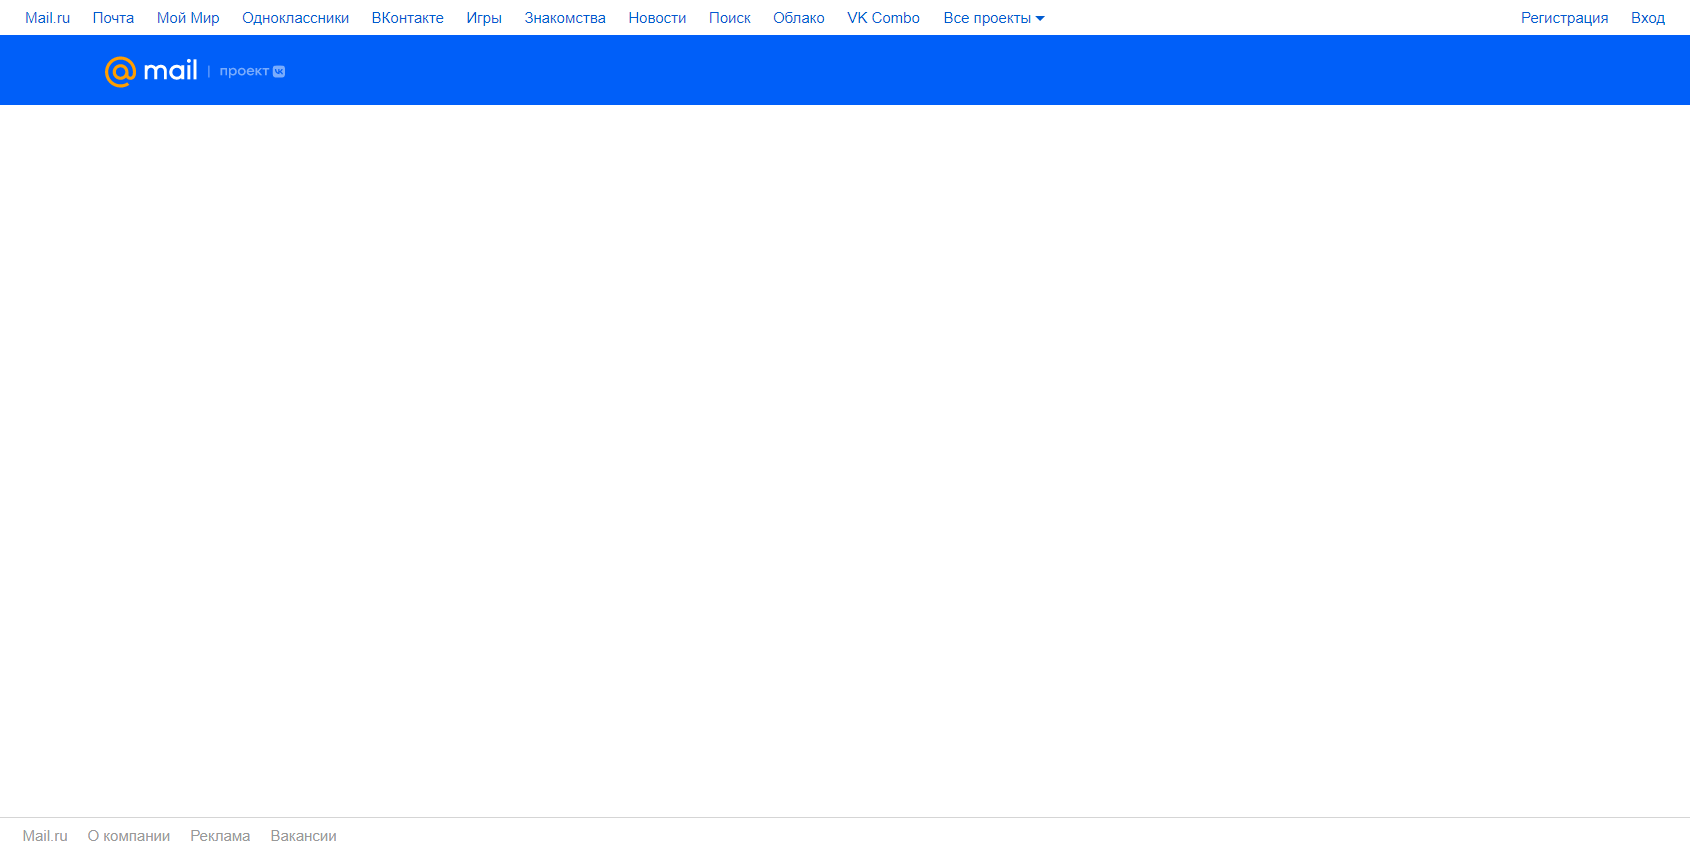 Mail.ru Почта Мой Мир Одноклассники ВКонтакте Игры Знакомства Новости Поиск Облако VK Combo Все проекты Регистрация Вход
@mail | проект VK
Mail.ru О компании Реклама Вакансии